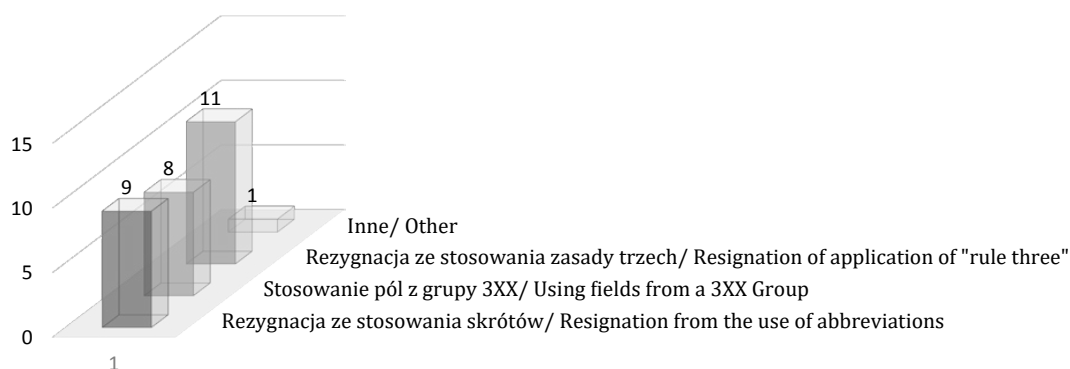 11
15
8
9
10
1
Inne/ Other
Rezygnacja ze stosowania zasady trzech/ Resignation of application of "rule three"
5
Stosowanie pól z grupy 3XX/ Using fields from a 3XX Group
Rezygnacja ze stosowania skrótów/ Resignation from the use of abbreviations
0
1